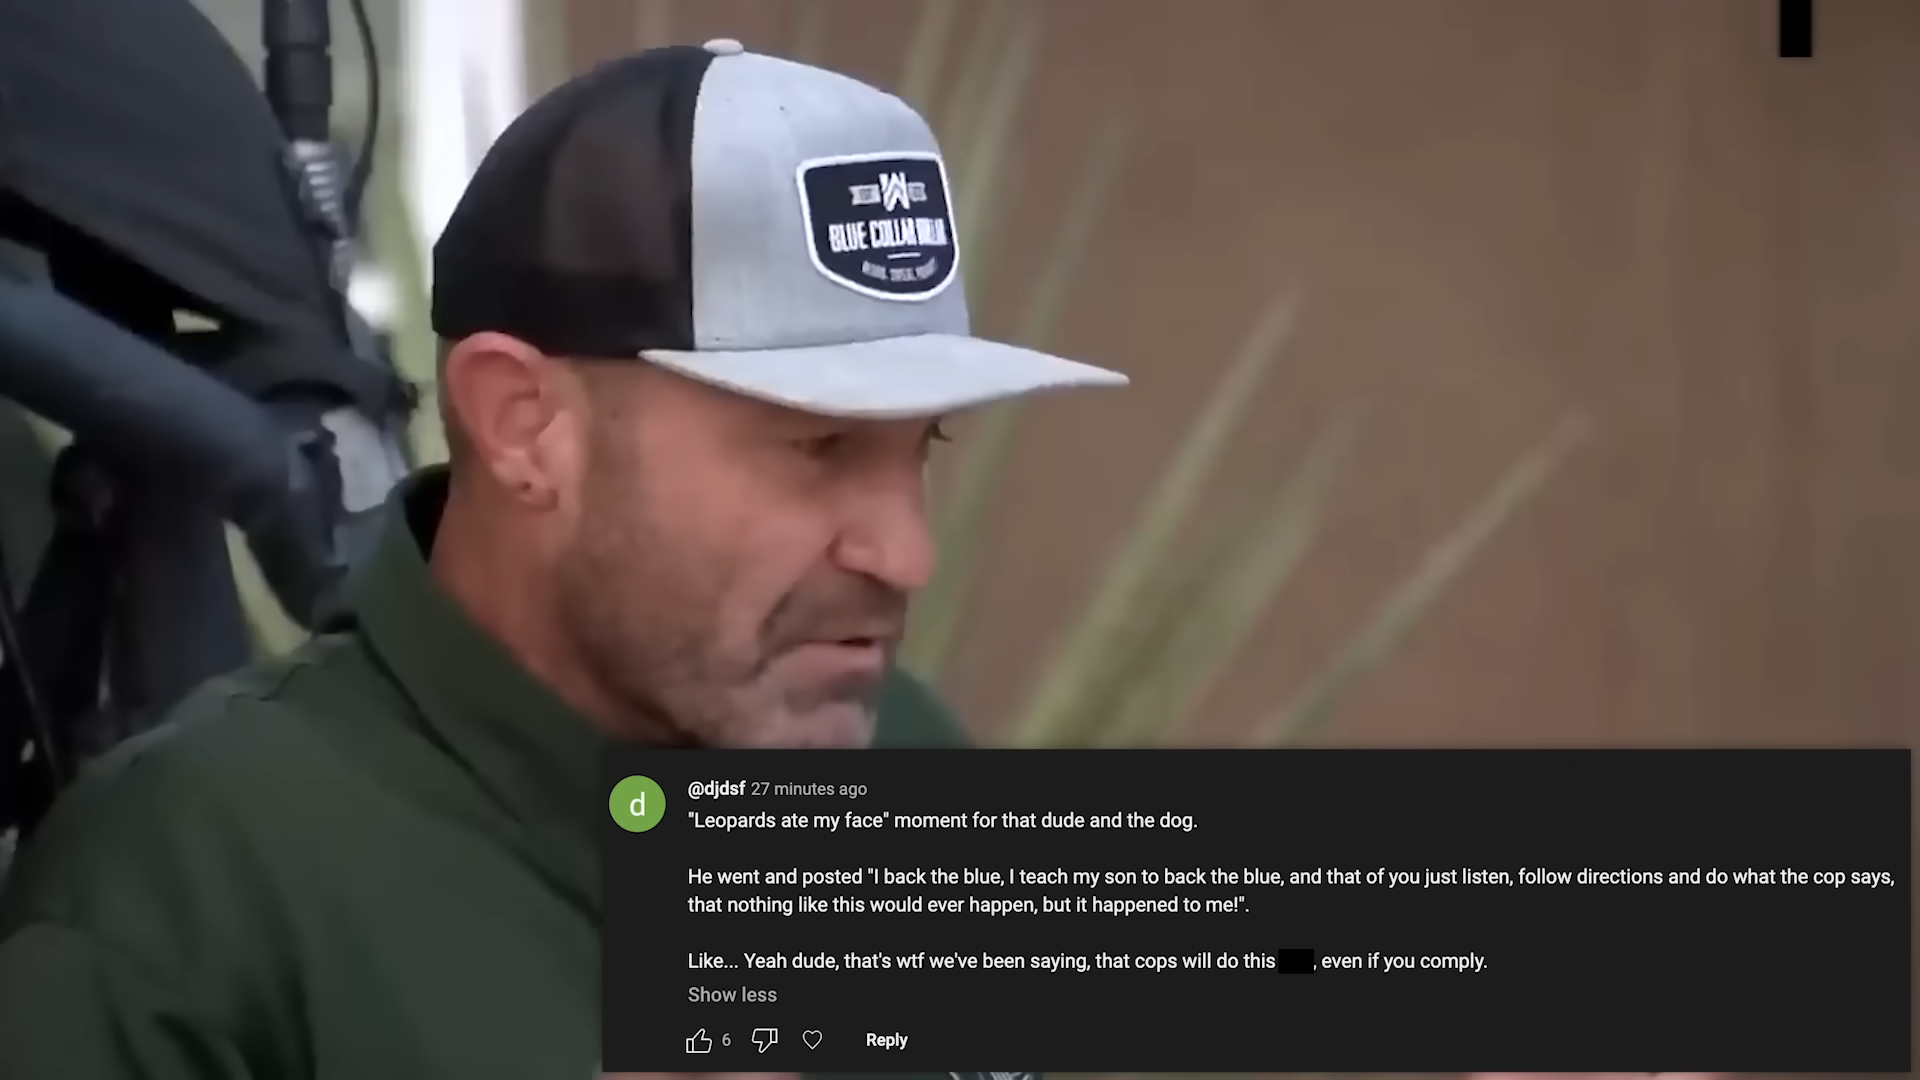 BLUE COLLAR
@djdsf 27 minutes ago
"Leopards ate my face" moment for that dude and the dog.
He went and posted "I back the blue, I teach my son to back the blue, and that of you just listen, follow directions and do what the cop says,
that nothing like this would ever happen, but it happened to me!".
Like... Yeah dude, that's wtf we've been saying, that cops will do this , even if you comply.
Show less
6 Reply
d